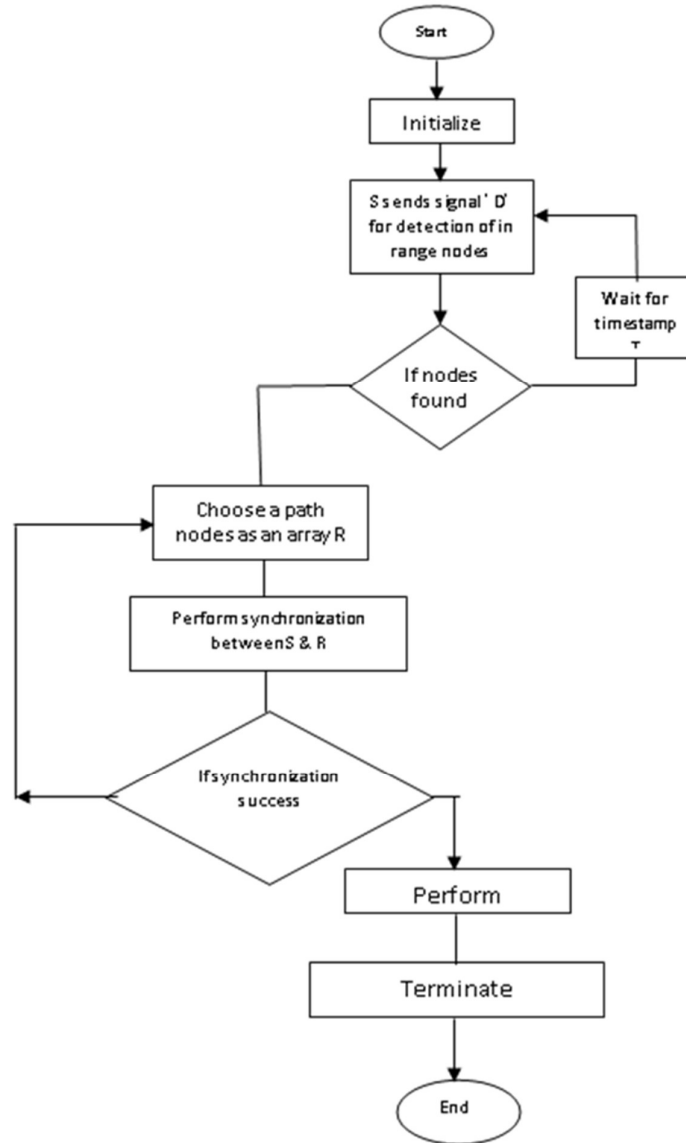 Start
Initialize
S sends signal ' D'
for detection of in
range nodes
Wait for
timestamp
T
If nodes
found
Choose a path
nodes as an array R
Perform synchronization
between S & R
If synchronization
success
Perform
Terminate
End